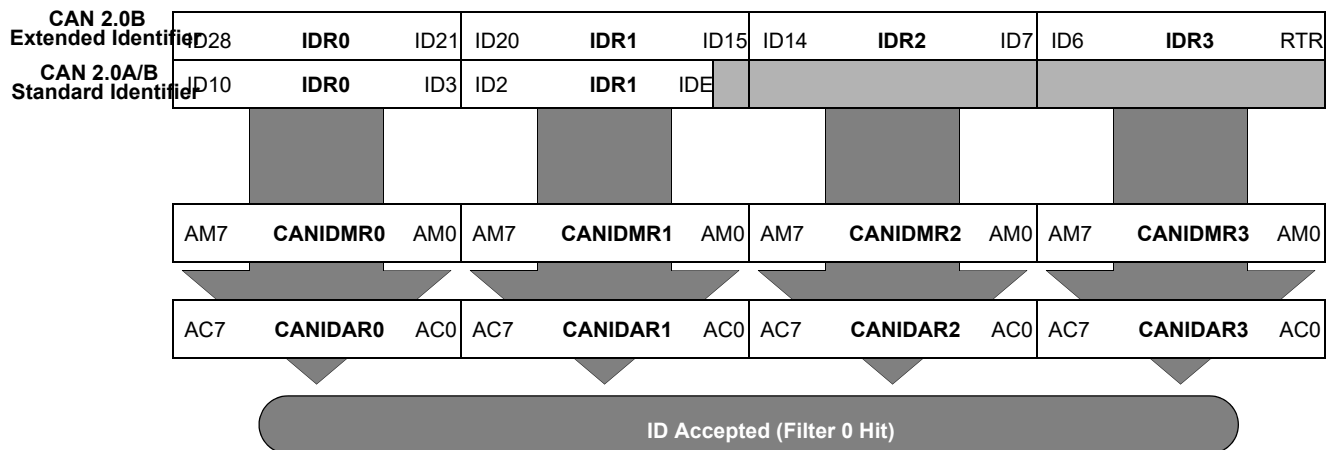 CAN 2.0B
Extended Identifier ID28 IDR0 ID21 ID20 IDR1 ID15 ID14 IDR2 ID7 ID6 IDR3 RTR
CAN 2.0A/B
Standard Identifier ID10 IDR0 ID3 ID2 IDR1 IDE
AM7 CANIDMR0 AM0 AM7 CANIDMR1 AM0 AM7 CANIDMR2 AM0 AM7 CANIDMR3 AM0
AC7 CANIDAR0 AC0 AC7 CANIDAR1 AC0 AC7 CANIDAR2 AC0 AC7 CANIDAR3 AC0
ID Accepted (Filter 0 Hit)